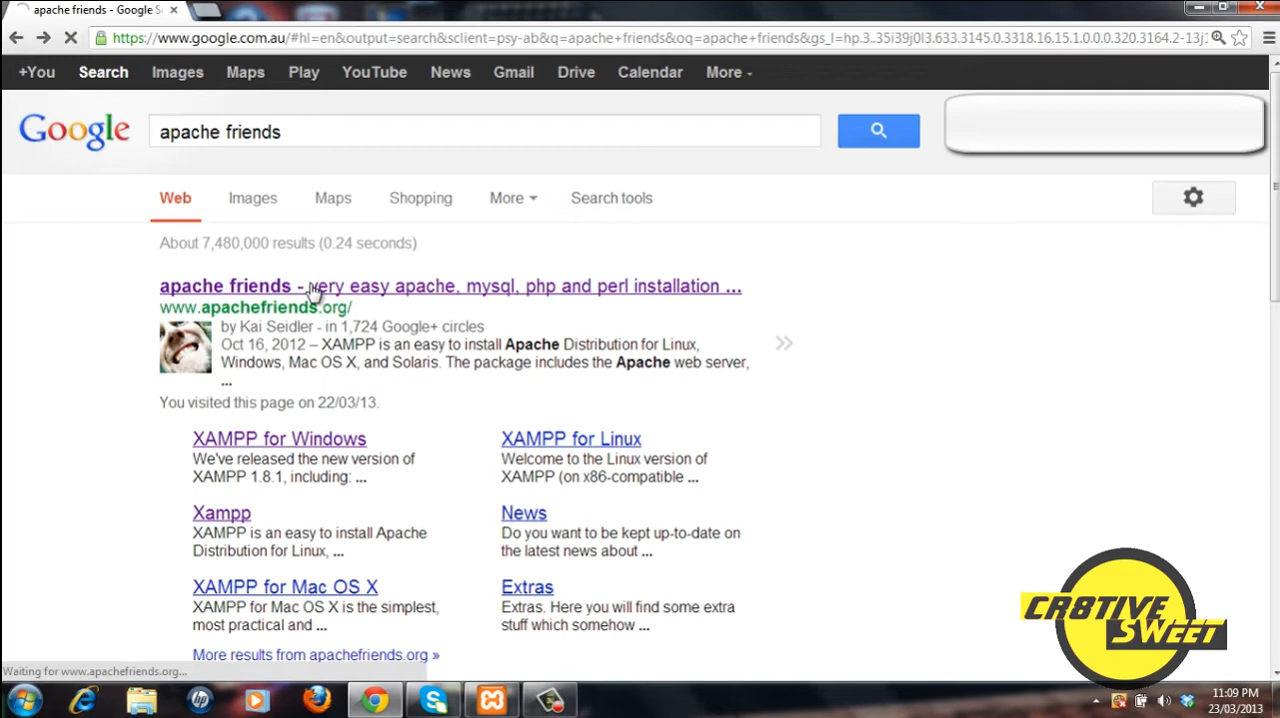 apache friends - Google S
https://www.google.com.au/#hl=en&output=search&sclient=psy-ab&q=apache+friends&oq=apache+friends&gs_l=hp.3..35i39j0l3.633.3145.0.3318.16.15.1.0.0.0.320.3164.2-13j1
+You Search Images Maps Play YouTube News Gmail Drive Calendar More
Google
apache friends
Web Images Maps Shopping More Search tools
About 7,480,000 results (0.24 seconds)
apache friends - very easy apache, mysql, php and perl installation ...
www.apachefriends.org/
by Kai Seidler - in 1,724 Google+ circles
Oct 16, 2012 – XAMPP is an easy to install Apache Distribution for Linux,
Windows, Mac OS X, and Solaris. The package includes the Apache web server,
...
You visited this page on 22/03/13.
XAMPP for Windows
We've released the new version of
XAMPP 1.8.1, including: ...
XAMPP for Linux
Welcome to the Linux version of
XAMPP (on x86-compatible ...
Xampp
XAMPP is an easy to install Apache
Distribution for Linux, ...
News
Do you want to be kept up-to-date on
the latest news about ...
XAMPP for Mac OS X
XAMPP for Mac OS X is the simplest,
most practical and ...
Extras
Extras. Here you will find some extra
stuff which somehow ...
More results from apachefriends.org »
CR8TIVE
SWEET
Waiting for www.apachefriends.org...
11:09 PM
23/03/2013